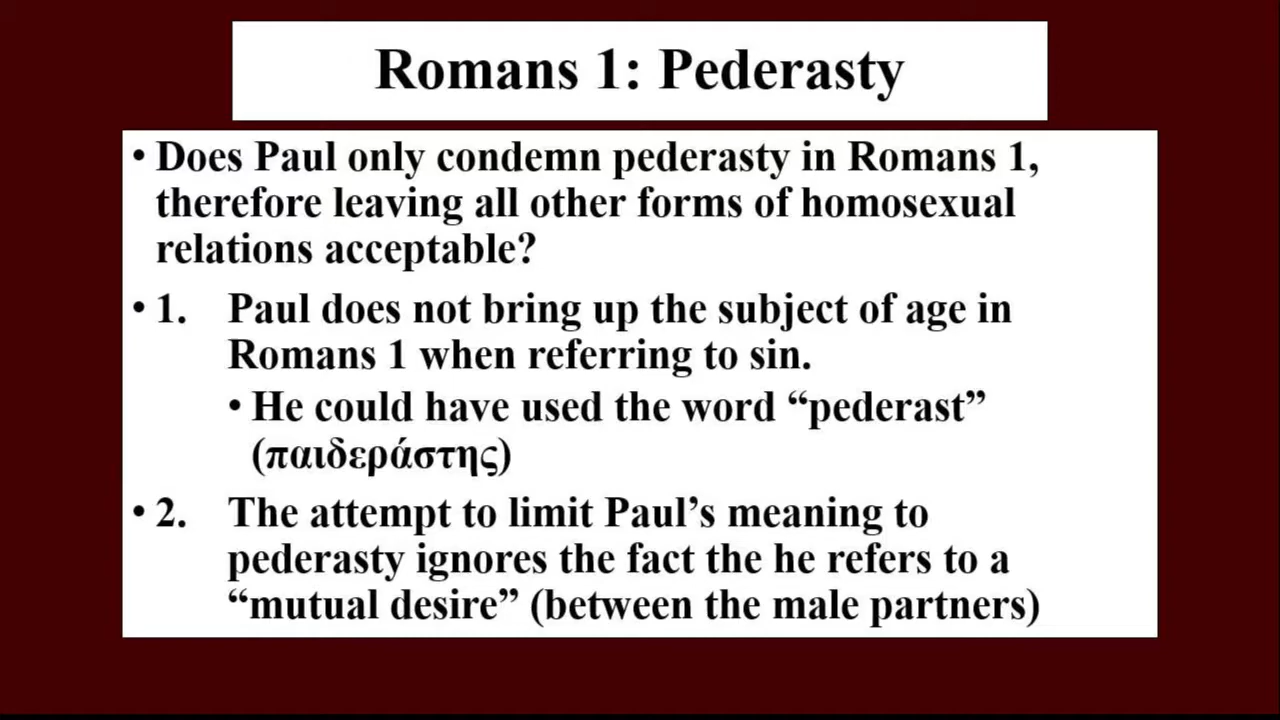 Romans 1: Pederasty
• Does Paul only condemn pederasty in Romans 1,
therefore leaving all other forms of homosexual
relations acceptable?
• 1. Paul does not bring up the subject of age in
Romans 1 when referring to sin.
• He could have used the word “pederast”
(παιδεράστης)
• 2. The attempt to limit Paul’s meaning to
pederasty ignores the fact the he refers to a
“mutual desire” (between the male partners)